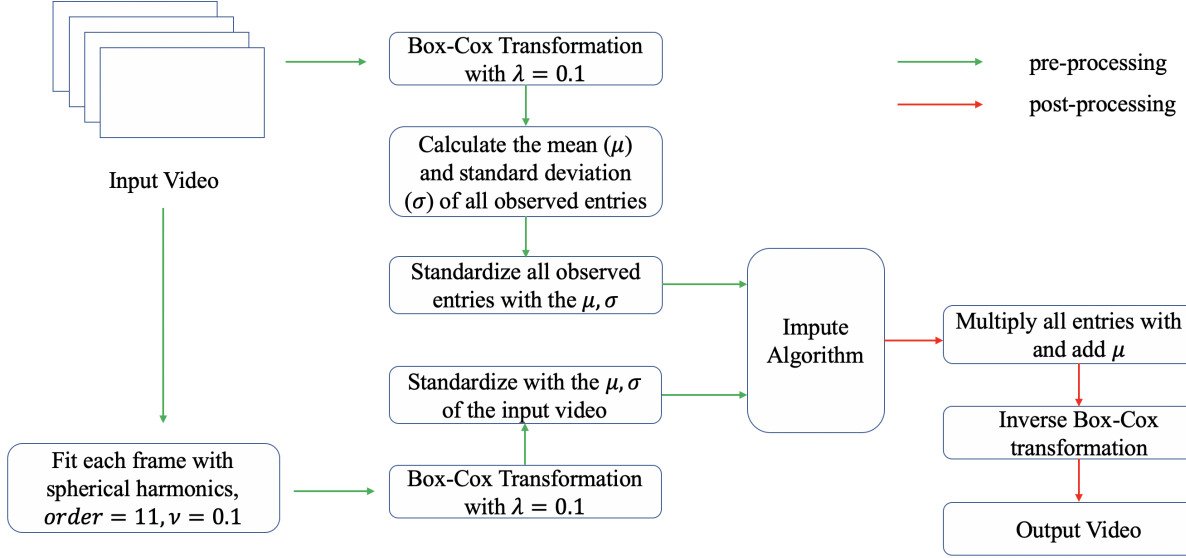 Input Video
Box-Cox Transformation
with λ = 0.1
Calculate the mean (μ)
and standard deviation
(σ) of all observed entries
Standardize all observed
entries with the μ, σ
Standardize with the μ, σ
of the input video
Box-Cox Transformation
with λ = 0.1
Fit each frame with
spherical harmonics,
order = 11, ν = 0.1
Impute
Algorithm
pre-processing
post-processing
Multiply all entries with
and add μ
Inverse Box-Cox
transformation
Output Video